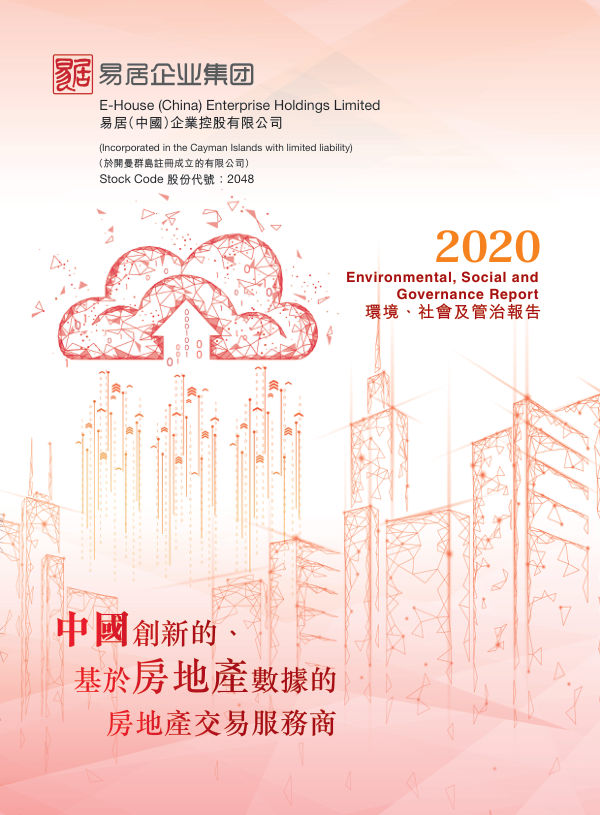 易居 易居企业集团
E-House (China) Enterprise Holdings Limited
易居(中國)企業控股有限公司
(Incorporated in the Cayman Islands with limited liability)
(於開曼群島註冊成立的有限公司)
Stock Code 股份代號：2048
2020
Environmental, Social and
Governance Report
環境、社會及管治報告
中國創新的、
基於房地產數據的
房地產交易服務商